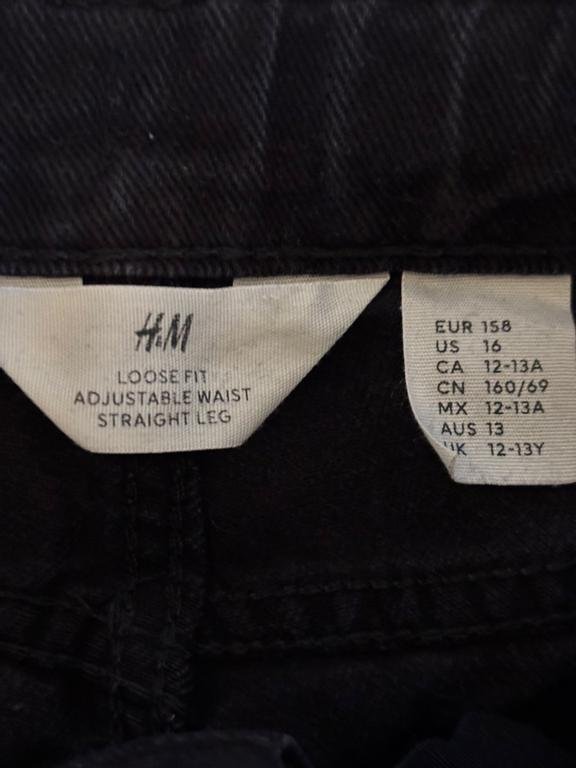 H&M
LOOSE FIT
ADJUSTABLE WAIST
STRAIGHT LEG
EUR 158
US 16
CA 12-13A
CN 160/69
MX 12-13A
AUS 13
UK 12-13Y